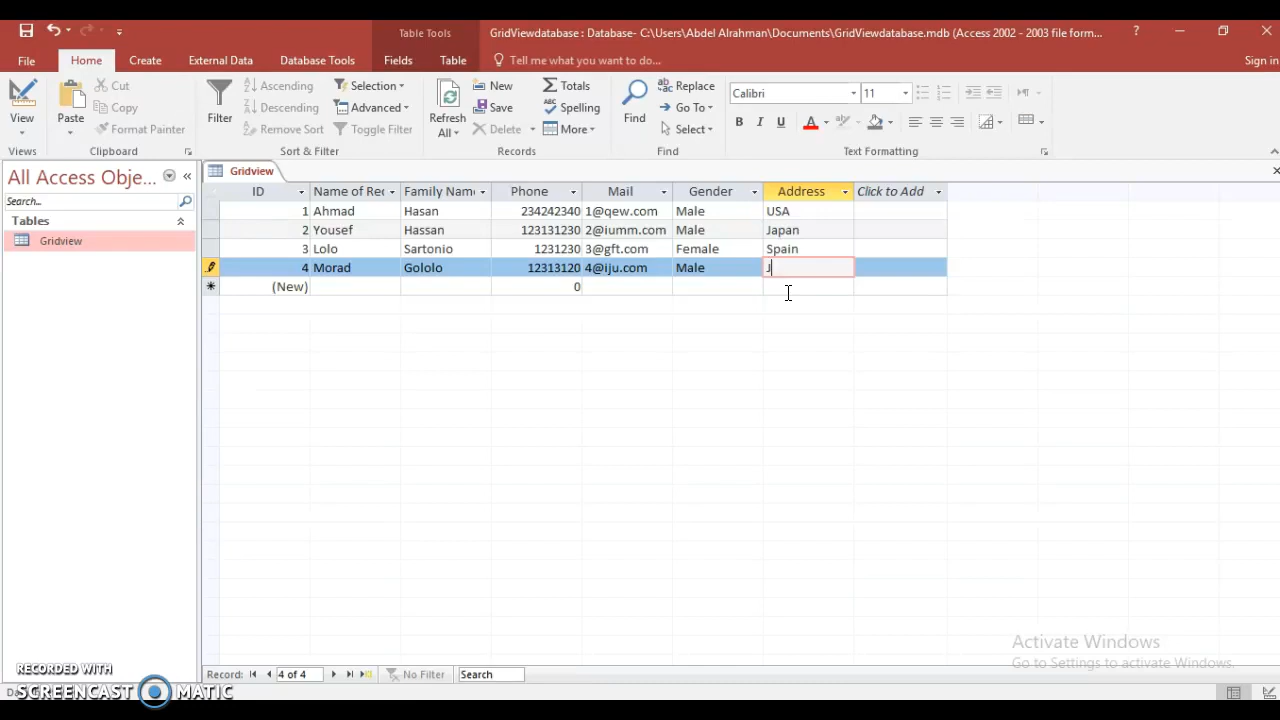 Table Tools
GridViewdatabase : Database- C:\Users\Abdel Alrahman\Documents\GridViewdatabase.mdb (Access 2002 - 2003 file form...
?
File Home Create External Data Database Tools Fields Table Tell me what you want to do... Sign in
View
Views
Paste
Cut
Copy
Format Painter
Clipboard
Filter
Ascending
Descending
Remove Sort
Selection
Advanced
Toggle Filter
Sort & Filter
Refresh
All
New
Save
Delete
Totals
Spelling
More
Records
Find
Replace
Go To
Select
Find
Calibri 11
B I U A
Text Formatting
All Access Obje...
Search...
Tables
Gridview
Gridview
ID Name of Rec Family Name Phone Mail Gender Address Click to Add
1 Ahmad Hasan 234242340 1@qew.com Male USA
2 Yousef Hassan 123131230 2@iumm.com Male Japan
3 Lolo Sartonio 1231230 3@gft.com Female Spain
4 Morad Gololo 12313120 4@iju.com Male J
(New) 0
Activate Windows
Go to Settings to activate Windows.
Record: 4 of 4 No Filter Search
RECORDED WITH
SCREENCAST MATIC